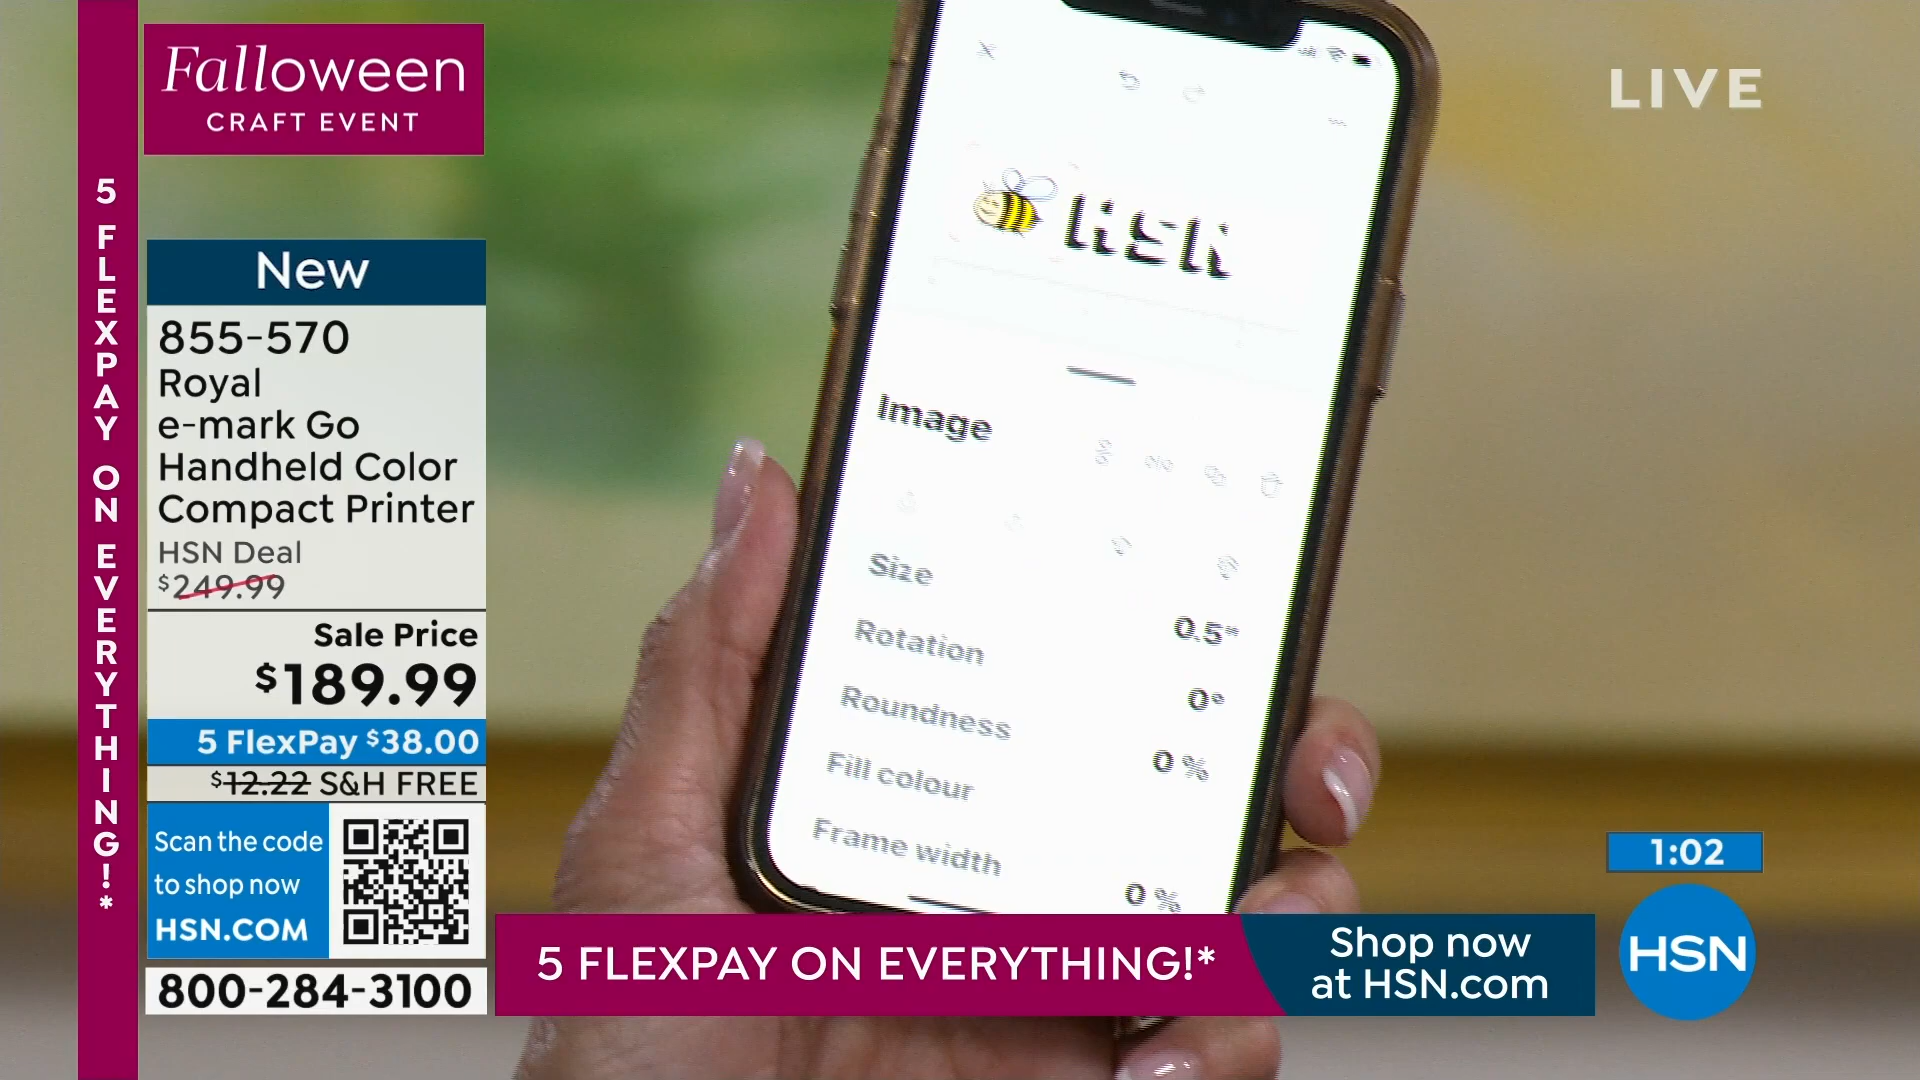 5 FLEXPAY ON EVERYTHING!*
Falloween
CRAFT EVENT
LIVE
New
855-570
Royal
e-mark Go
Handheld Color
Compact Printer
HSN Deal
$249.99
Sale Price
$189.99
5 FlexPay $38.00
$12.22 S&H FREE
Scan the code
to shop now
HSN.COM
800-284-3100
Image
Size
0.5"
Rotation
0°
Roundness
0 %
Fill colour
Frame width
0 %
5 FLEXPAY ON EVERYTHING!*
Shop now
at HSN.com
1:02
HSN